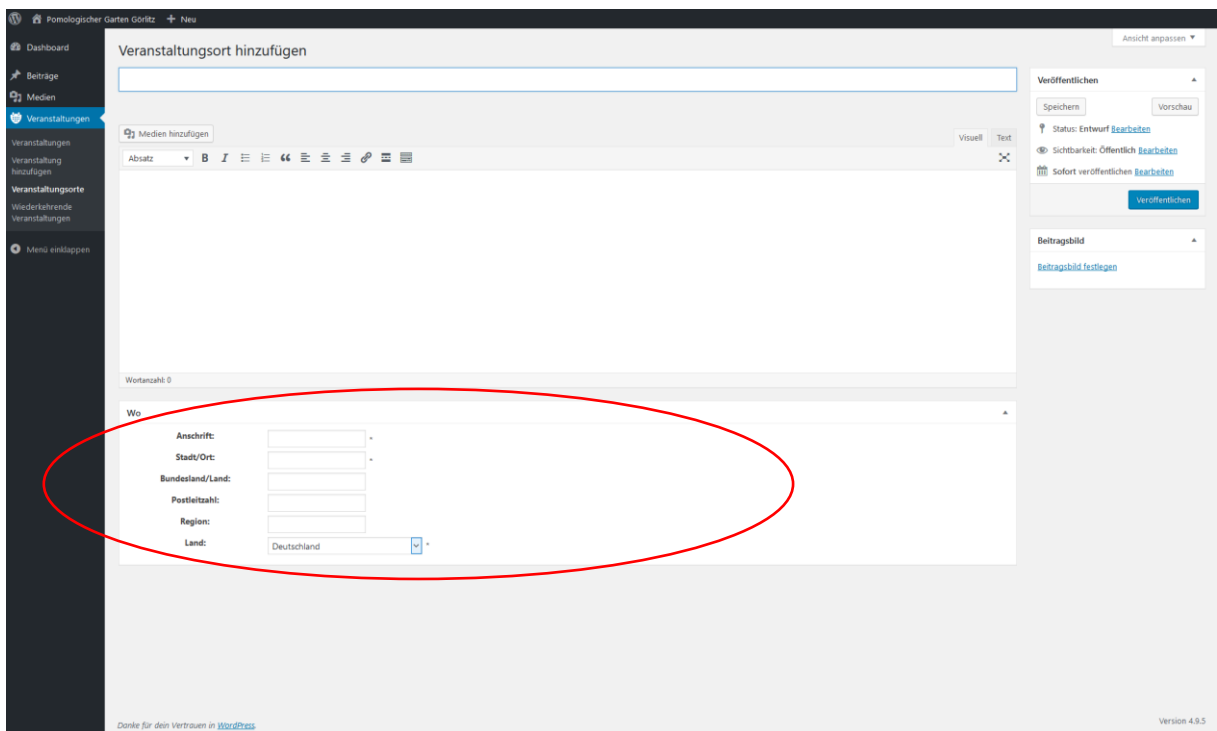 Pomologischer Garten Görlitz + Neu
Ansicht anpassen
Dashboard
Beiträge
Medien
Veranstaltungen
Veranstaltungen
Veranstaltung
hinzufügen
Veranstaltungsorte
Wiederkehrende
Veranstaltungen
Menü einklappen
Veranstaltungsort hinzufügen
Medien hinzufügen
Visuell Text
Absatz B I
Wortanzahl: 0
Wo
Anschrift: *
Stadt/Ort: *
Bundesland/Land:
Postleitzahl:
Region:
Land: Deutschland *
Veröffentlichen
Speichern Vorschau
Status: Entwurf Bearbeiten
Sichtbarkeit: Öffentlich Bearbeiten
Sofort veröffentlichen Bearbeiten
Veröffentlichen
Beitragsbild
Beitragsbild festlegen
Danke für dein Vertrauen in WordPress.
Version 4.9.5